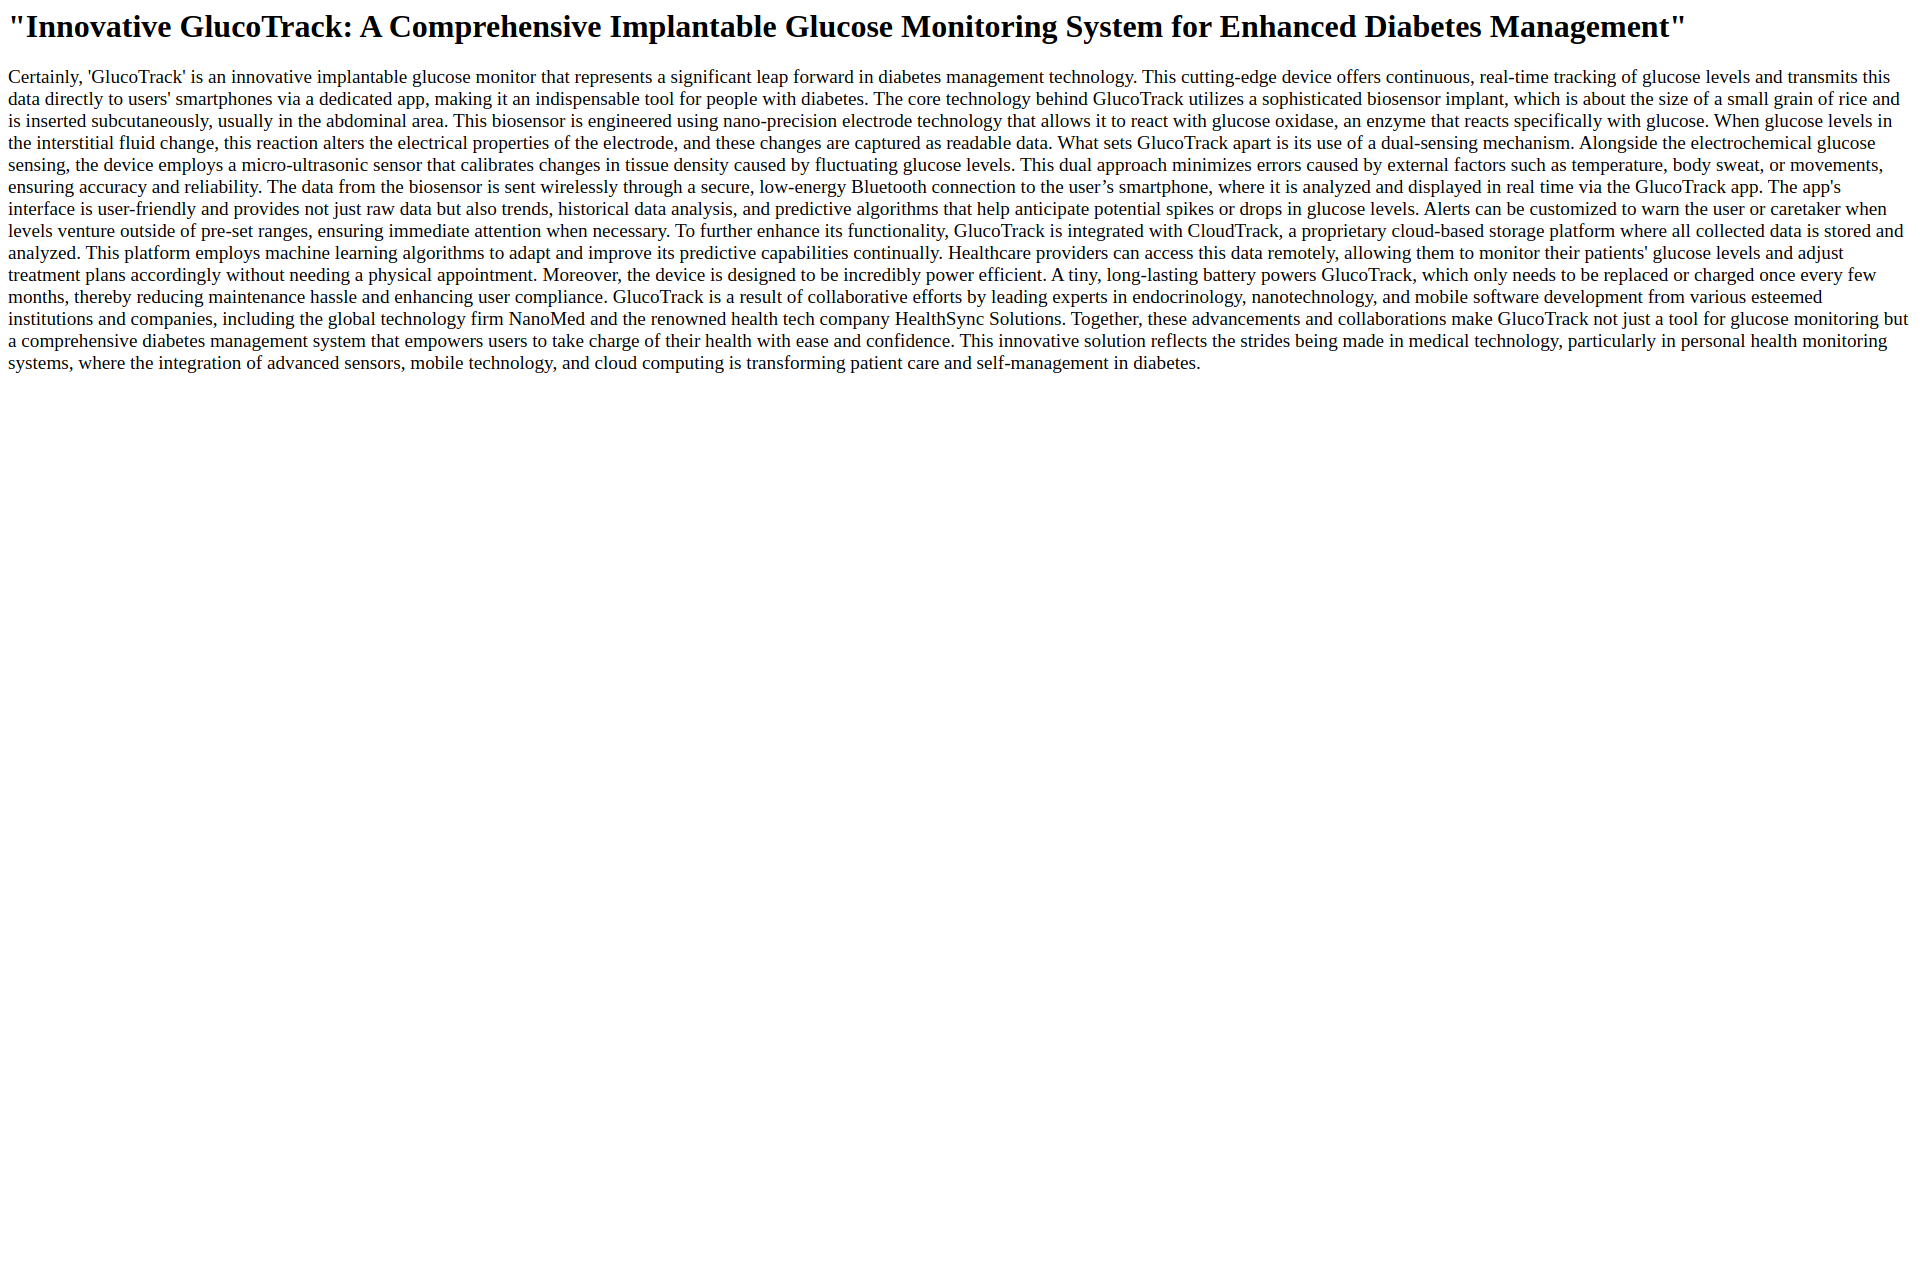 "Innovative GlucoTrack: A Comprehensive Implantable Glucose Monitoring System for Enhanced Diabetes Management"
Certainly, 'GlucoTrack' is an innovative implantable glucose monitor that represents a significant leap forward in diabetes management technology. This cutting-edge device offers continuous, real-time tracking of glucose levels and transmits this
data directly to users' smartphones via a dedicated app, making it an indispensable tool for people with diabetes. The core technology behind GlucoTrack utilizes a sophisticated biosensor implant, which is about the size of a small grain of rice and
is inserted subcutaneously, usually in the abdominal area. This biosensor is engineered using nano-precision electrode technology that allows it to react with glucose oxidase, an enzyme that reacts specifically with glucose. When glucose levels in
the interstitial fluid change, this reaction alters the electrical properties of the electrode, and these changes are captured as readable data. What sets GlucoTrack apart is its use of a dual-sensing mechanism. Alongside the electrochemical glucose
sensing, the device employs a micro-ultrasonic sensor that calibrates changes in tissue density caused by fluctuating glucose levels. This dual approach minimizes errors caused by external factors such as temperature, body sweat, or movements,
ensuring accuracy and reliability. The data from the biosensor is sent wirelessly through a secure, low-energy Bluetooth connection to the user’s smartphone, where it is analyzed and displayed in real time via the GlucoTrack app. The app's
interface is user-friendly and provides not just raw data but also trends, historical data analysis, and predictive algorithms that help anticipate potential spikes or drops in glucose levels. Alerts can be customized to warn the user or caretaker when
levels venture outside of pre-set ranges, ensuring immediate attention when necessary. To further enhance its functionality, GlucoTrack is integrated with CloudTrack, a proprietary cloud-based storage platform where all collected data is stored and
analyzed. This platform employs machine learning algorithms to adapt and improve its predictive capabilities continually. Healthcare providers can access this data remotely, allowing them to monitor their patients' glucose levels and adjust
treatment plans accordingly without needing a physical appointment. Moreover, the device is designed to be incredibly power efficient. A tiny, long-lasting battery powers GlucoTrack, which only needs to be replaced or charged once every few
months, thereby reducing maintenance hassle and enhancing user compliance. GlucoTrack is a result of collaborative efforts by leading experts in endocrinology, nanotechnology, and mobile software development from various esteemed
institutions and companies, including the global technology firm NanoMed and the renowned health tech company HealthSync Solutions. Together, these advancements and collaborations make GlucoTrack not just a tool for glucose monitoring but
a comprehensive diabetes management system that empowers users to take charge of their health with ease and confidence. This innovative solution reflects the strides being made in medical technology, particularly in personal health monitoring
systems, where the integration of advanced sensors, mobile technology, and cloud computing is transforming patient care and self-management in diabetes.